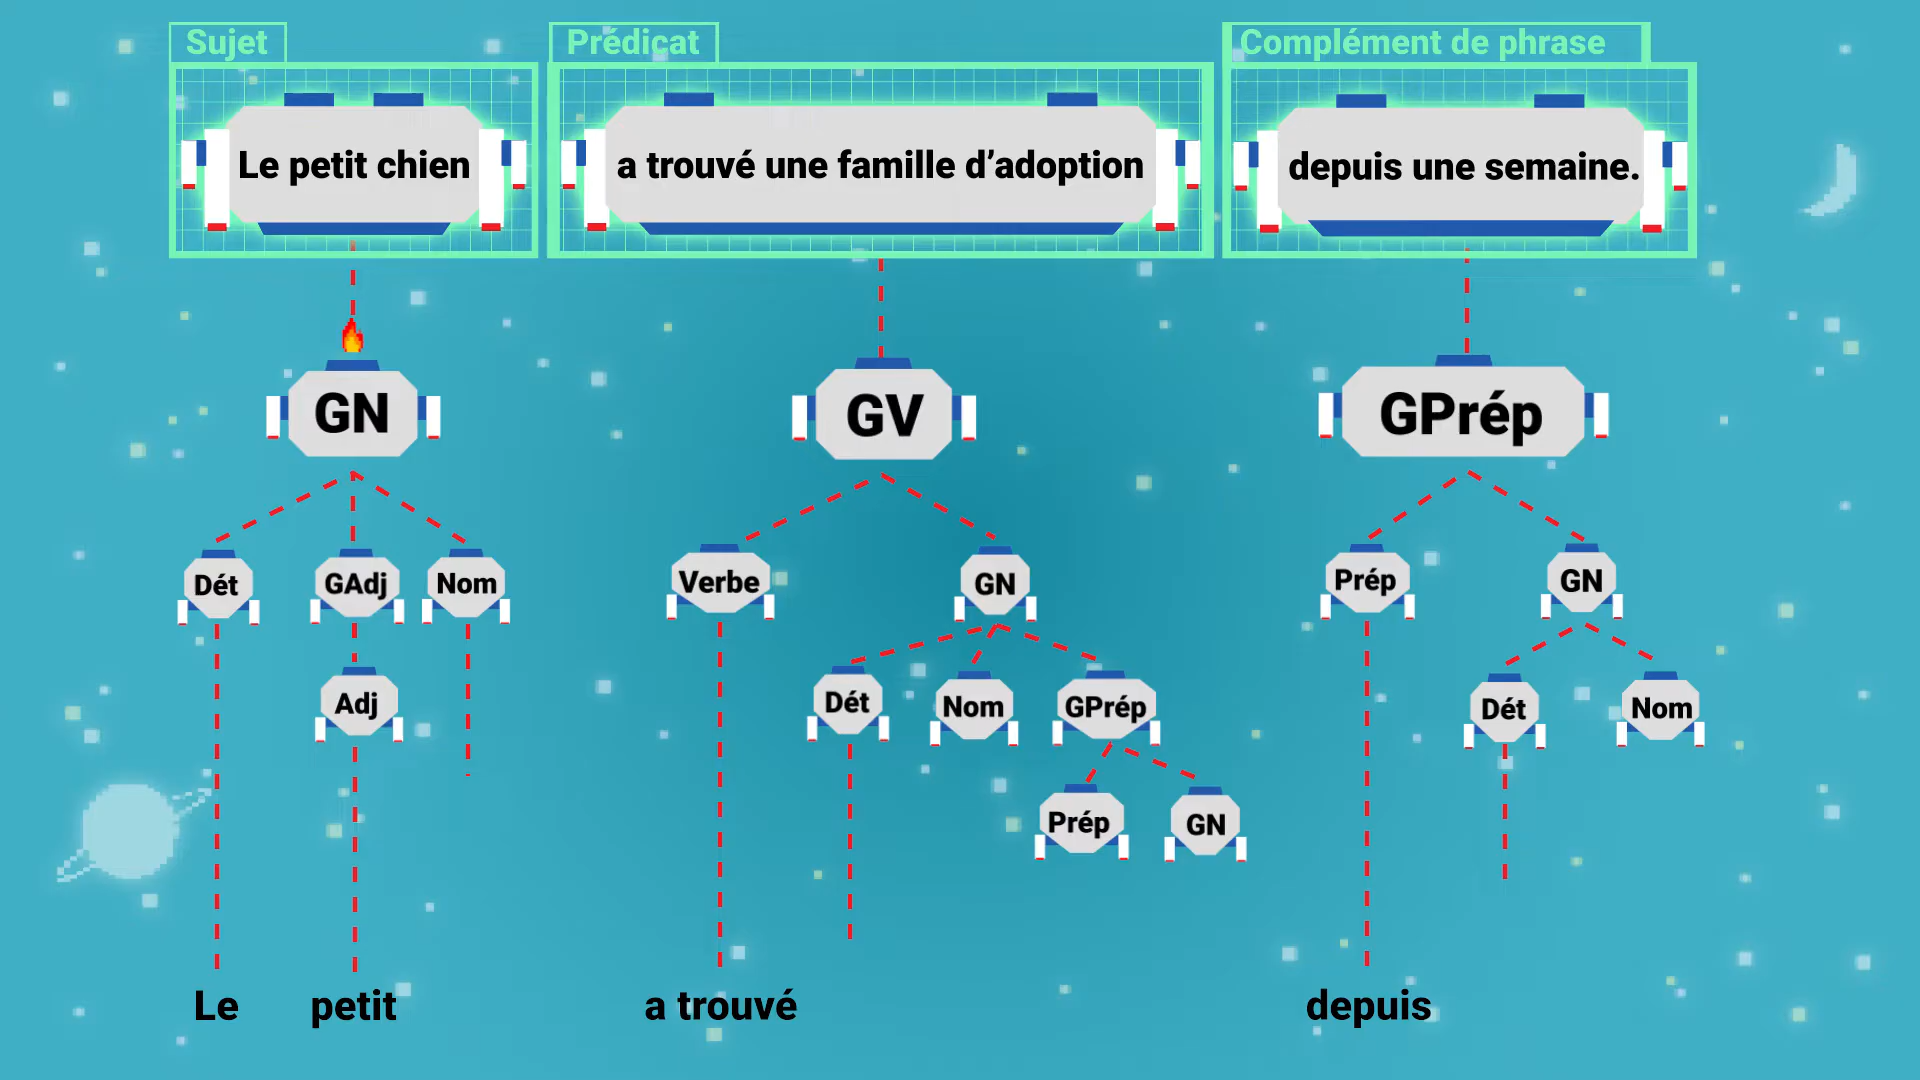 Sujet
Prédicat
Complément de phrase
Le petit chien
a trouvé une famille d’adoption
depuis une semaine.
GN
GV
GPrép
Dét
GAdj
Nom
Verbe
GN
Prép
GN
Adj
Dét
Nom
GPrép
Dét
Nom
Prép
GN
Le
petit
a trouvé
depuis